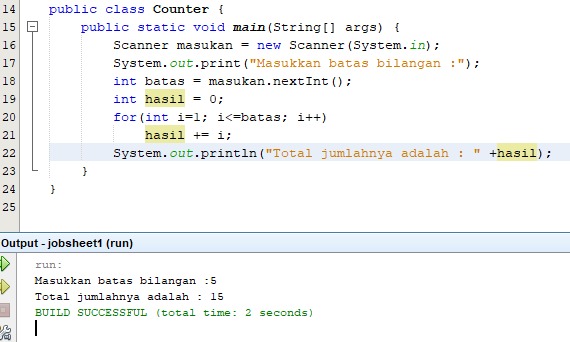 14 public class Counter {
15 public static void main(String[] args) {
16 Scanner masukan = new Scanner(System.in);
17 System.out.print("Masukkan batas bilangan :");
18 int batas = masukan.nextInt();
19 int hasil = 0;
20 for(int i=1; i<=batas; i++)
21 hasil += i;
22 System.out.println("Total jumlahnya adalah : " +hasil);
23 }
24 }
25
Output - jobsheet1 (run)
run:
Masukkan batas bilangan :5
Total jumlahnya adalah : 15
BUILD SUCCESSFUL (total time: 2 seconds)